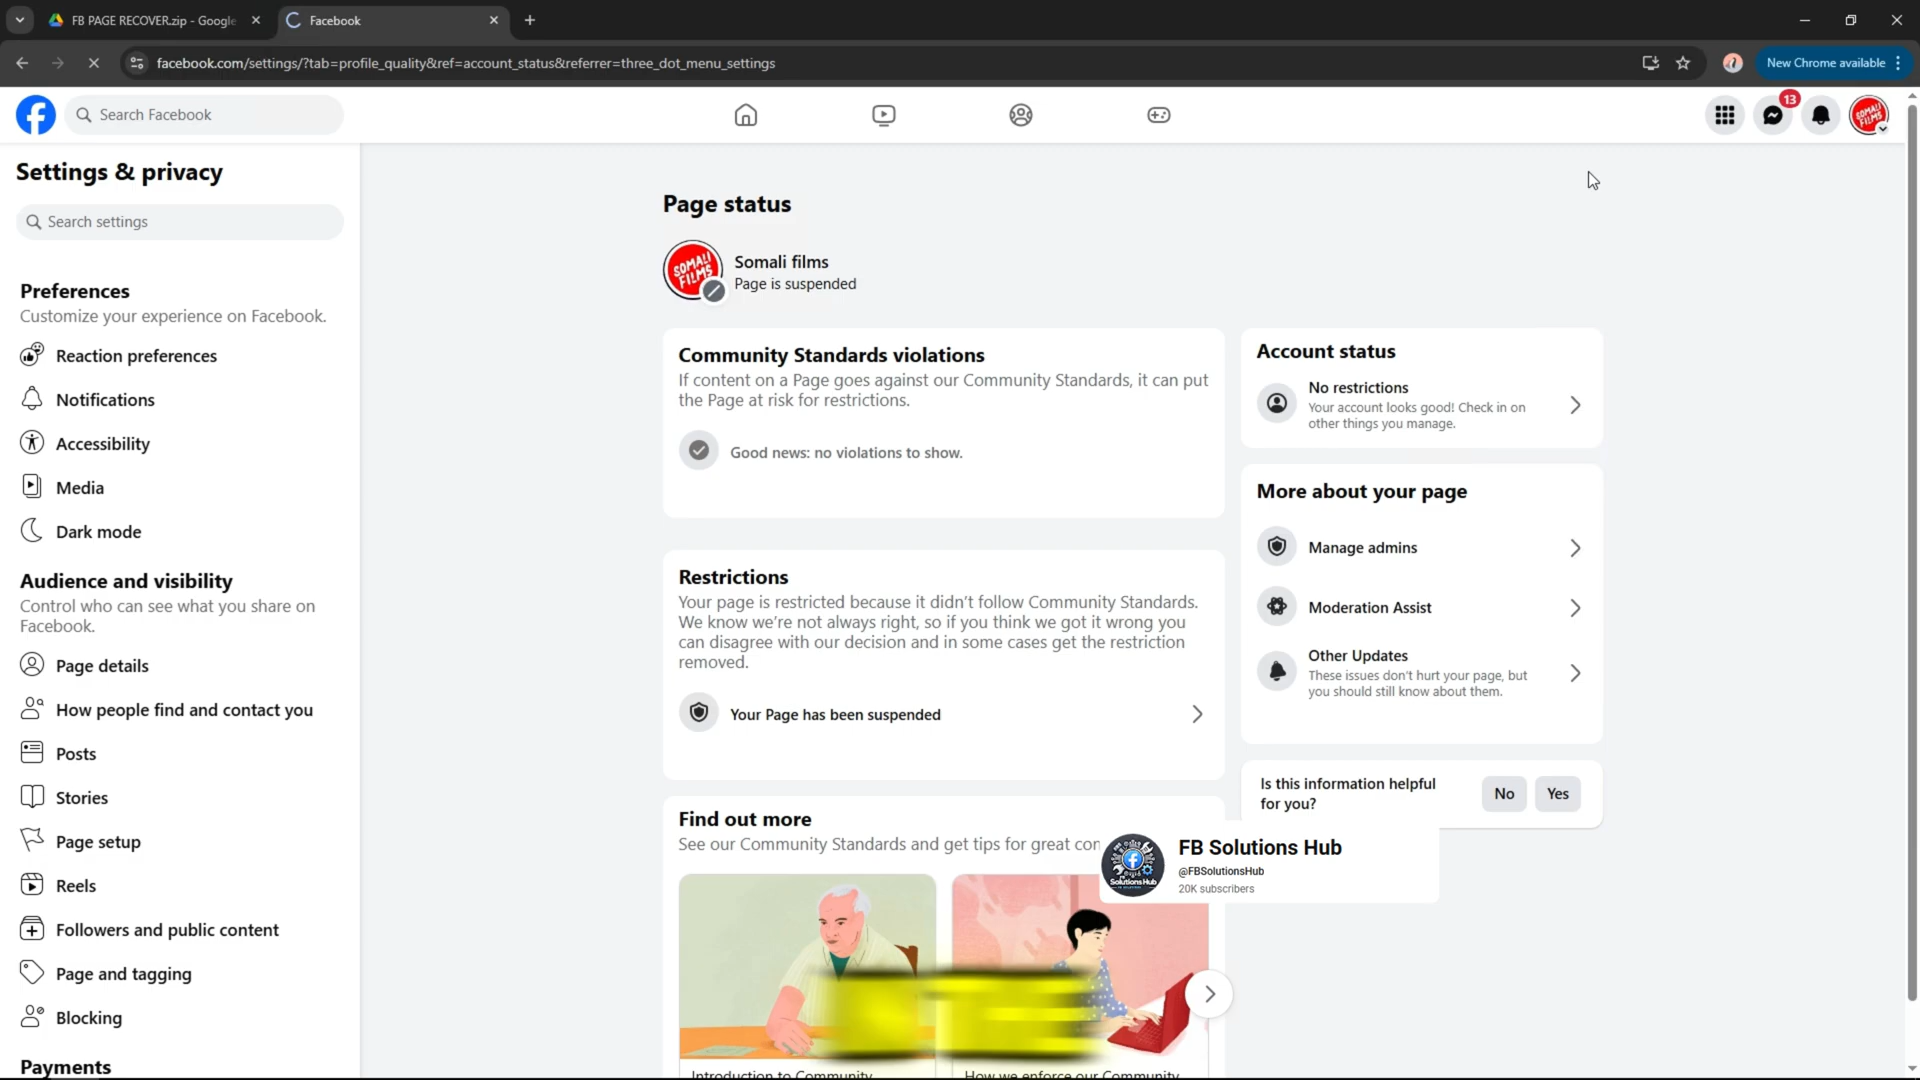 FB PAGE RECOVER.zip - Google
Facebook
facebook.com/settings/?tab=profile_quality&ref=account_status&referrer=three_dot_menu_settings
New Chrome available
Search Facebook
13
SOMALI
FILMS
Settings & privacy
Search settings
Preferences
Customize your experience on Facebook.
Reaction preferences
Notifications
Accessibility
Media
Dark mode
Audience and visibility
Control who can see what you share on
Facebook.
Page details
How people find and contact you
Posts
Stories
Page setup
Reels
Followers and public content
Page and tagging
Blocking
Payments
Page status
SOMALI
FILMS
Somali films
Page is suspended
Community Standards violations
If content on a Page goes against our Community Standards, it can put
the Page at risk for restrictions.
Good news: no violations to show.
Restrictions
Your page is restricted because it didn't follow Community Standards.
We know we're not always right, so if you think we got it wrong you
can disagree with our decision and in some cases get the restriction
removed.
Your Page has been suspended
Find out more
See our Community Standards and get tips for great con
Introduction to Community
How we enforce our Community
Account status
No restrictions
Your account looks good! Check in on
other things you manage.
More about your page
Manage admins
Moderation Assist
Other Updates
These issues don't hurt your page, but
you should still know about them.
Is this information helpful
for you?
No
Yes
Solutions Hub
FB Solutions Hub
@FBSolutionsHub
20K subscribers